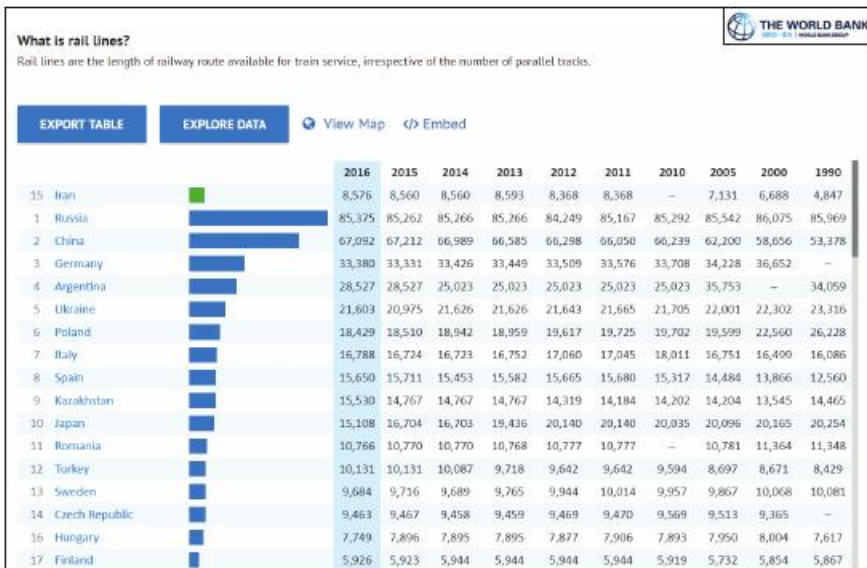 THE WORLD BANK
IBRD - IDA | WORLD BANK GROUP
What is rail lines?
Rail lines are the length of railway route available for train service, irrespective of the number of parallel tracks.
EXPORT TABLE EXPLORE DATA View Map </> Embed
2016 2015 2014 2013 2012 2011 2010 2005 2000 1990
15 Iran 8,576 8,560 8,560 8,593 8,368 8,368 – 7,131 6,688 4,847
1 Russia 85,375 85,262 85,266 85,266 84,249 85,167 85,292 85,542 86,075 85,969
2 China 67,092 67,212 66,989 66,585 66,298 66,050 66,239 62,200 58,656 53,378
3 Germany 33,380 33,331 33,426 33,449 33,509 33,576 33,708 34,228 36,652 –
4 Argentina 28,527 28,527 25,023 25,023 25,023 25,023 25,023 35,753 – 34,059
5 Ukraine 21,603 20,975 21,626 21,626 21,643 21,665 21,705 22,001 22,302 23,316
6 Poland 18,429 18,510 18,942 18,959 19,617 19,725 19,702 19,599 22,560 26,228
7 Italy 16,788 16,724 16,723 16,752 17,060 17,045 18,011 16,751 16,499 16,086
8 Spain 15,650 15,711 15,453 15,582 15,665 15,680 15,317 14,484 13,866 12,560
9 Kazakhstan 15,530 14,767 14,767 14,767 14,319 14,184 14,202 14,204 13,545 14,465
10 Japan 15,108 16,704 16,703 19,436 20,140 20,140 20,035 20,096 20,165 20,254
11 Romania 10,766 10,770 10,770 10,768 10,777 10,777 – 10,781 11,364 11,348
12 Turkey 10,131 10,131 10,087 9,718 9,642 9,642 9,594 8,697 8,671 8,429
13 Sweden 9,684 9,716 9,689 9,765 9,944 10,014 9,957 9,867 10,068 10,081
14 Czech Republic 9,463 9,467 9,458 9,459 9,469 9,470 9,569 9,513 9,365 –
16 Hungary 7,749 7,896 7,895 7,895 7,877 7,906 7,893 7,950 8,004 7,617
17 Finland 5,926 5,923 5,944 5,944 5,944 5,944 5,919 5,732 5,854 5,867